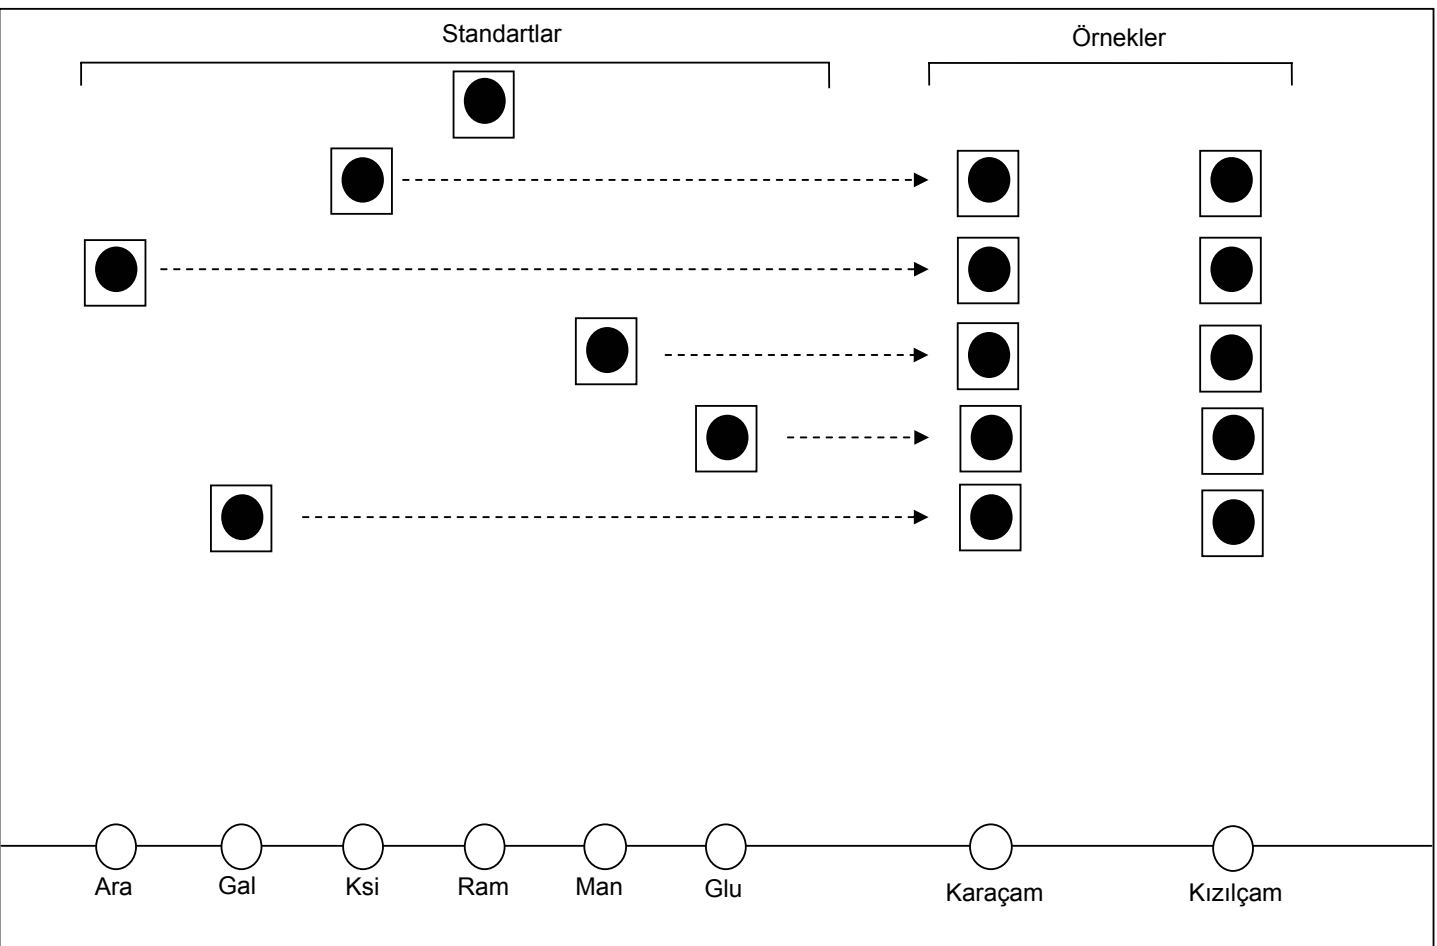 Standartlar
Örnekler
Ara
Gal
Ksi
Ram
Man
Glu
Karaçam
Kızılçam